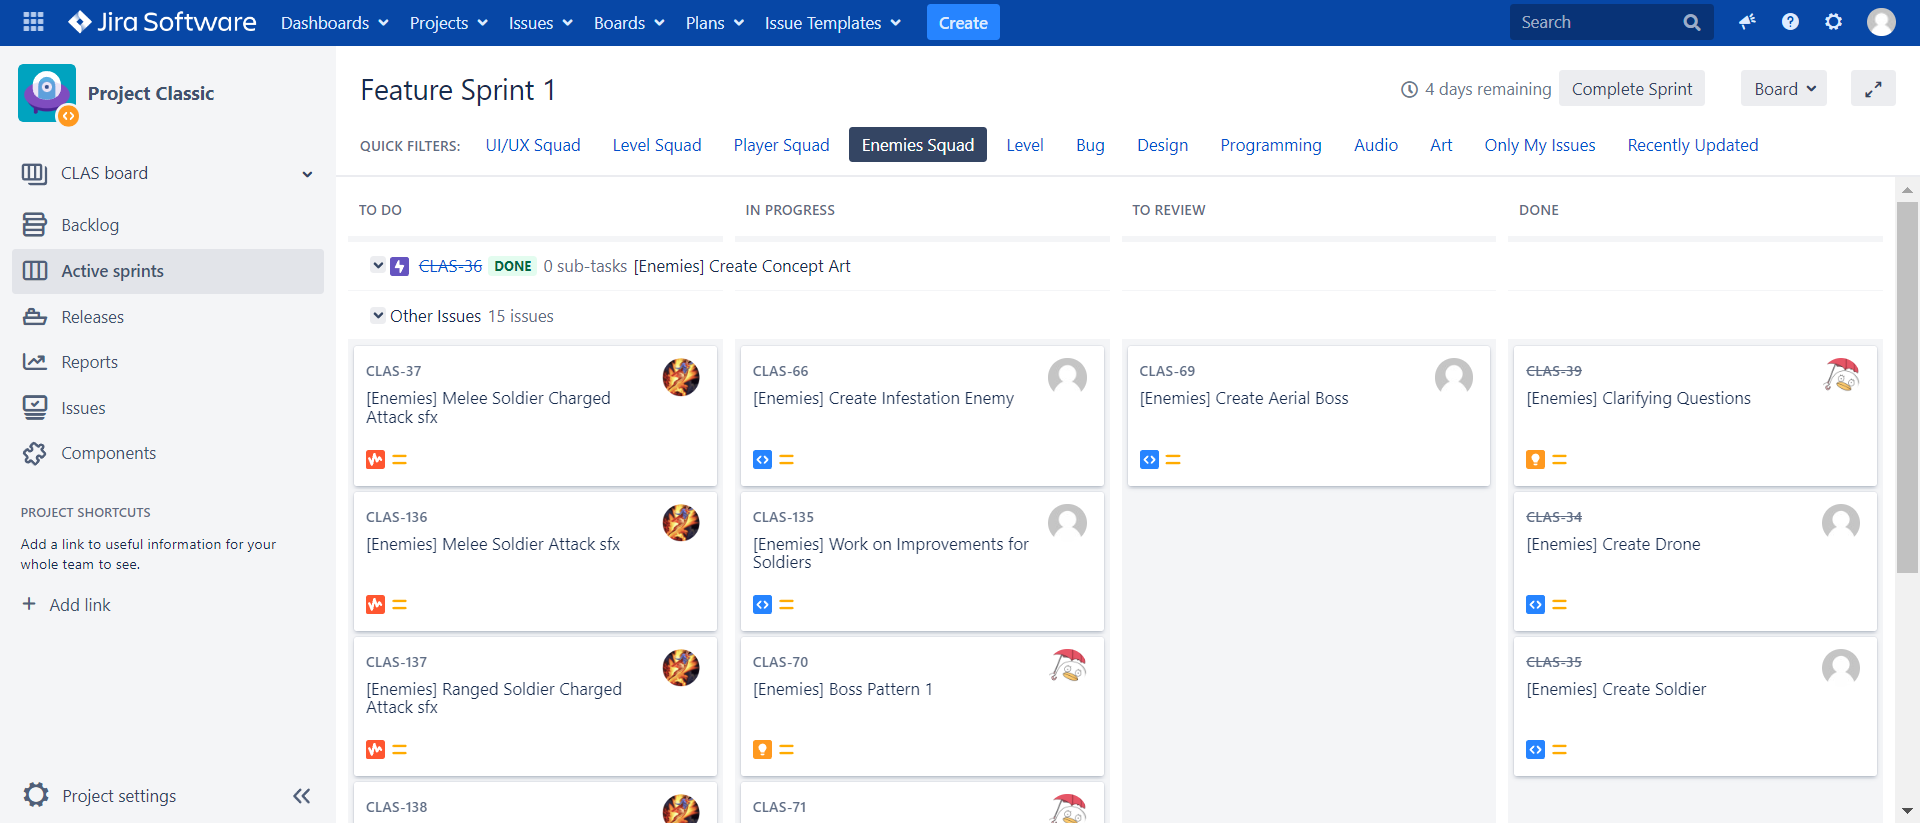 Jira Software Dashboards Projects Issues Boards Plans Issue Templates Create Search
Project Classic
CLAS board
Backlog
Active sprints
Releases
Reports
Issues
Components
PROJECT SHORTCUTS
Add a link to useful information for your
whole team to see.
+ Add link
Project settings
Feature Sprint 1
4 days remaining Complete Sprint Board
QUICK FILTERS: UI/UX Squad Level Squad Player Squad Enemies Squad Level Bug Design Programming Audio Art Only My Issues Recently Updated
TO DO IN PROGRESS TO REVIEW DONE
CLAS-36 DONE 0 sub-tasks [Enemies] Create Concept Art
Other Issues 15 issues
CLAS-37
[Enemies] Melee Soldier Charged
Attack sfx
CLAS-136
[Enemies] Melee Soldier Attack sfx
CLAS-137
[Enemies] Ranged Soldier Charged
Attack sfx
CLAS-138
CLAS-66
[Enemies] Create Infestation Enemy
CLAS-135
[Enemies] Work on Improvements for
Soldiers
CLAS-70
[Enemies] Boss Pattern 1
CLAS-71
CLAS-69
[Enemies] Create Aerial Boss
CLAS-39
[Enemies] Clarifying Questions
CLAS-34
[Enemies] Create Drone
CLAS-35
[Enemies] Create Soldier